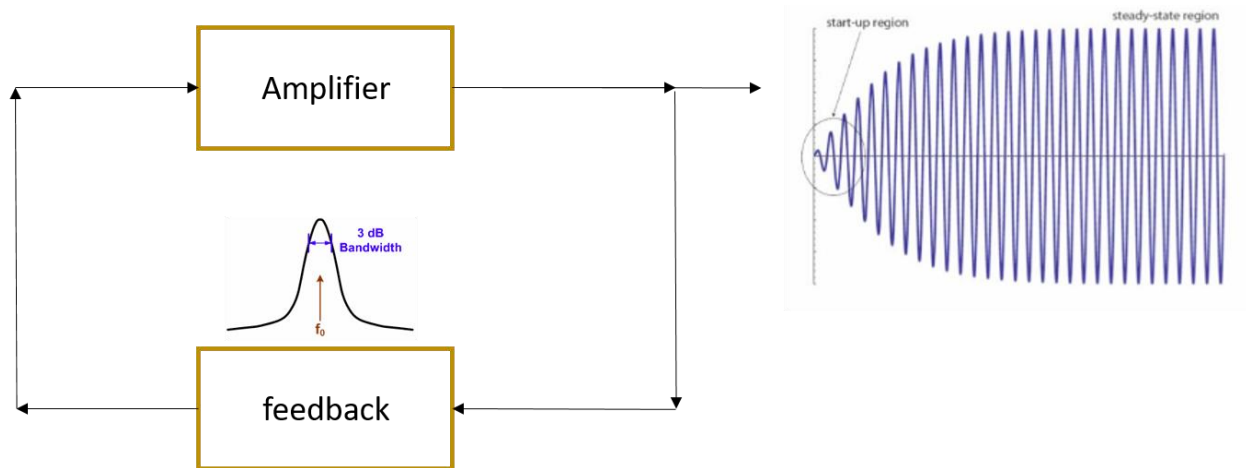 Amplifier
3 dB
Bandwidth
f₀
feedback
start-up region
steady-state region